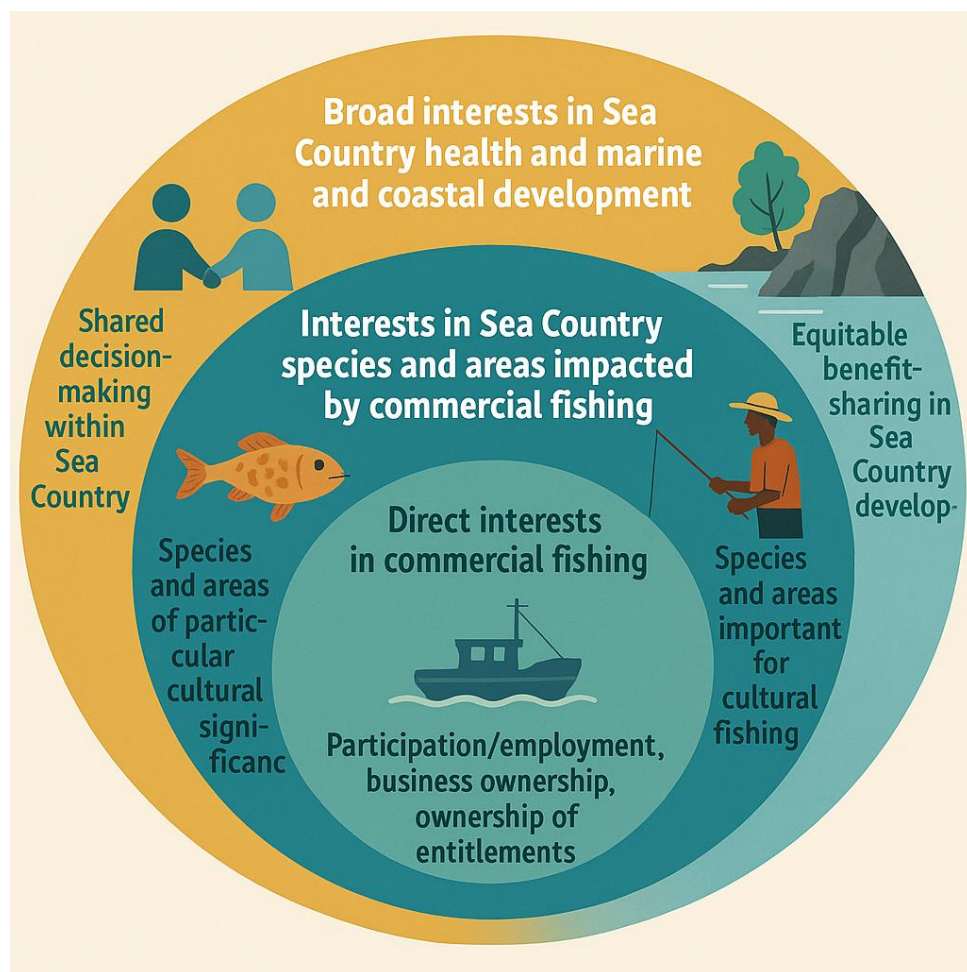 Broad interests in Sea
Country health and marine
and coastal development
Shared
decision-
making
within
Sea
Country
Equitable
benefit-
sharing in
Sea
Country
develop-
Interests in Sea Country
species and areas impacted
by commercial fishing
Species
and areas
of partic-
cular
cultural
signi-
ficanc
Species
and areas
important
for
cultural
fishing
Direct interests
in commercial fishing
Participation/employment,
business ownership,
ownership of
entitlements